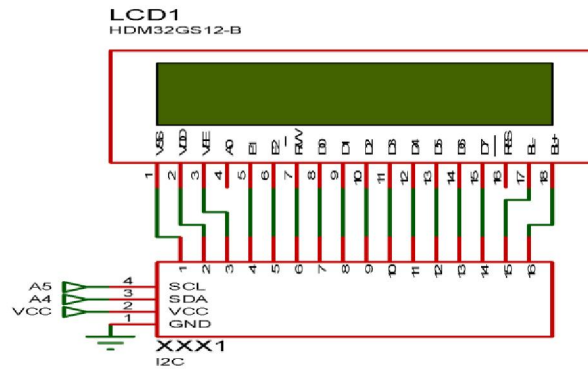 LCD1
HDM32GS12-B
VSS VDD VEE A0 E1 E2 R/W D0 D1 D2 D3 D4 D5 D6 D7 RES BL- BL+
1 2 3 4 5 6 7 8 9 10 11 12 13 14 15 16 17 18
1 2 3 4 5 6 7 8 9 10 11 12 13 14 15 16
A5 4 SCL
A4 3 SDA
VCC 2 VCC
1 GND
XXX1
I2C